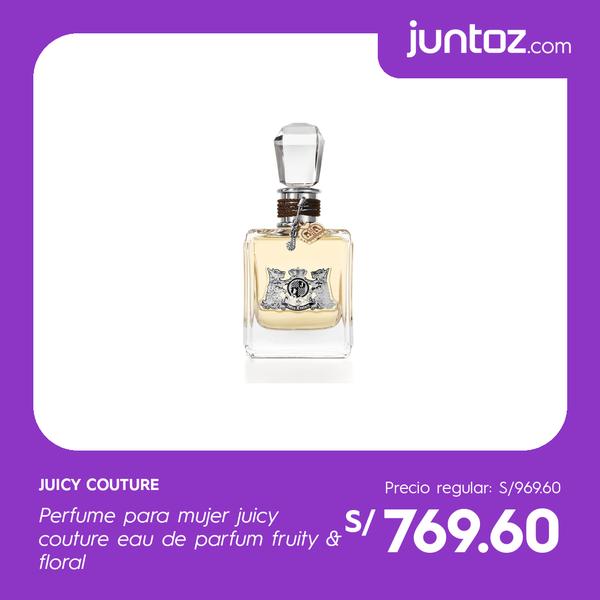 juntoz.com
JUICY COUTURE
Perfume para mujer juicy
couture eau de parfum fruity &
floral
Precio regular: S/969.60
S/ 769.60